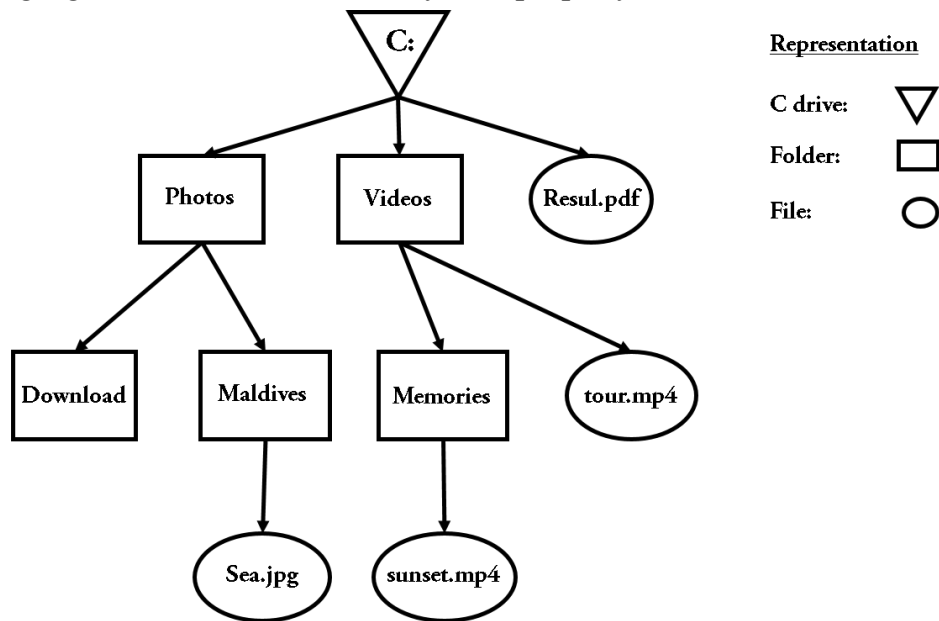 C:
Representation
C drive:
Folder:
File:
Photos
Videos
Resul.pdf
Download
Maldives
Memories
tour.mp4
Sea.jpg
sunset.mp4